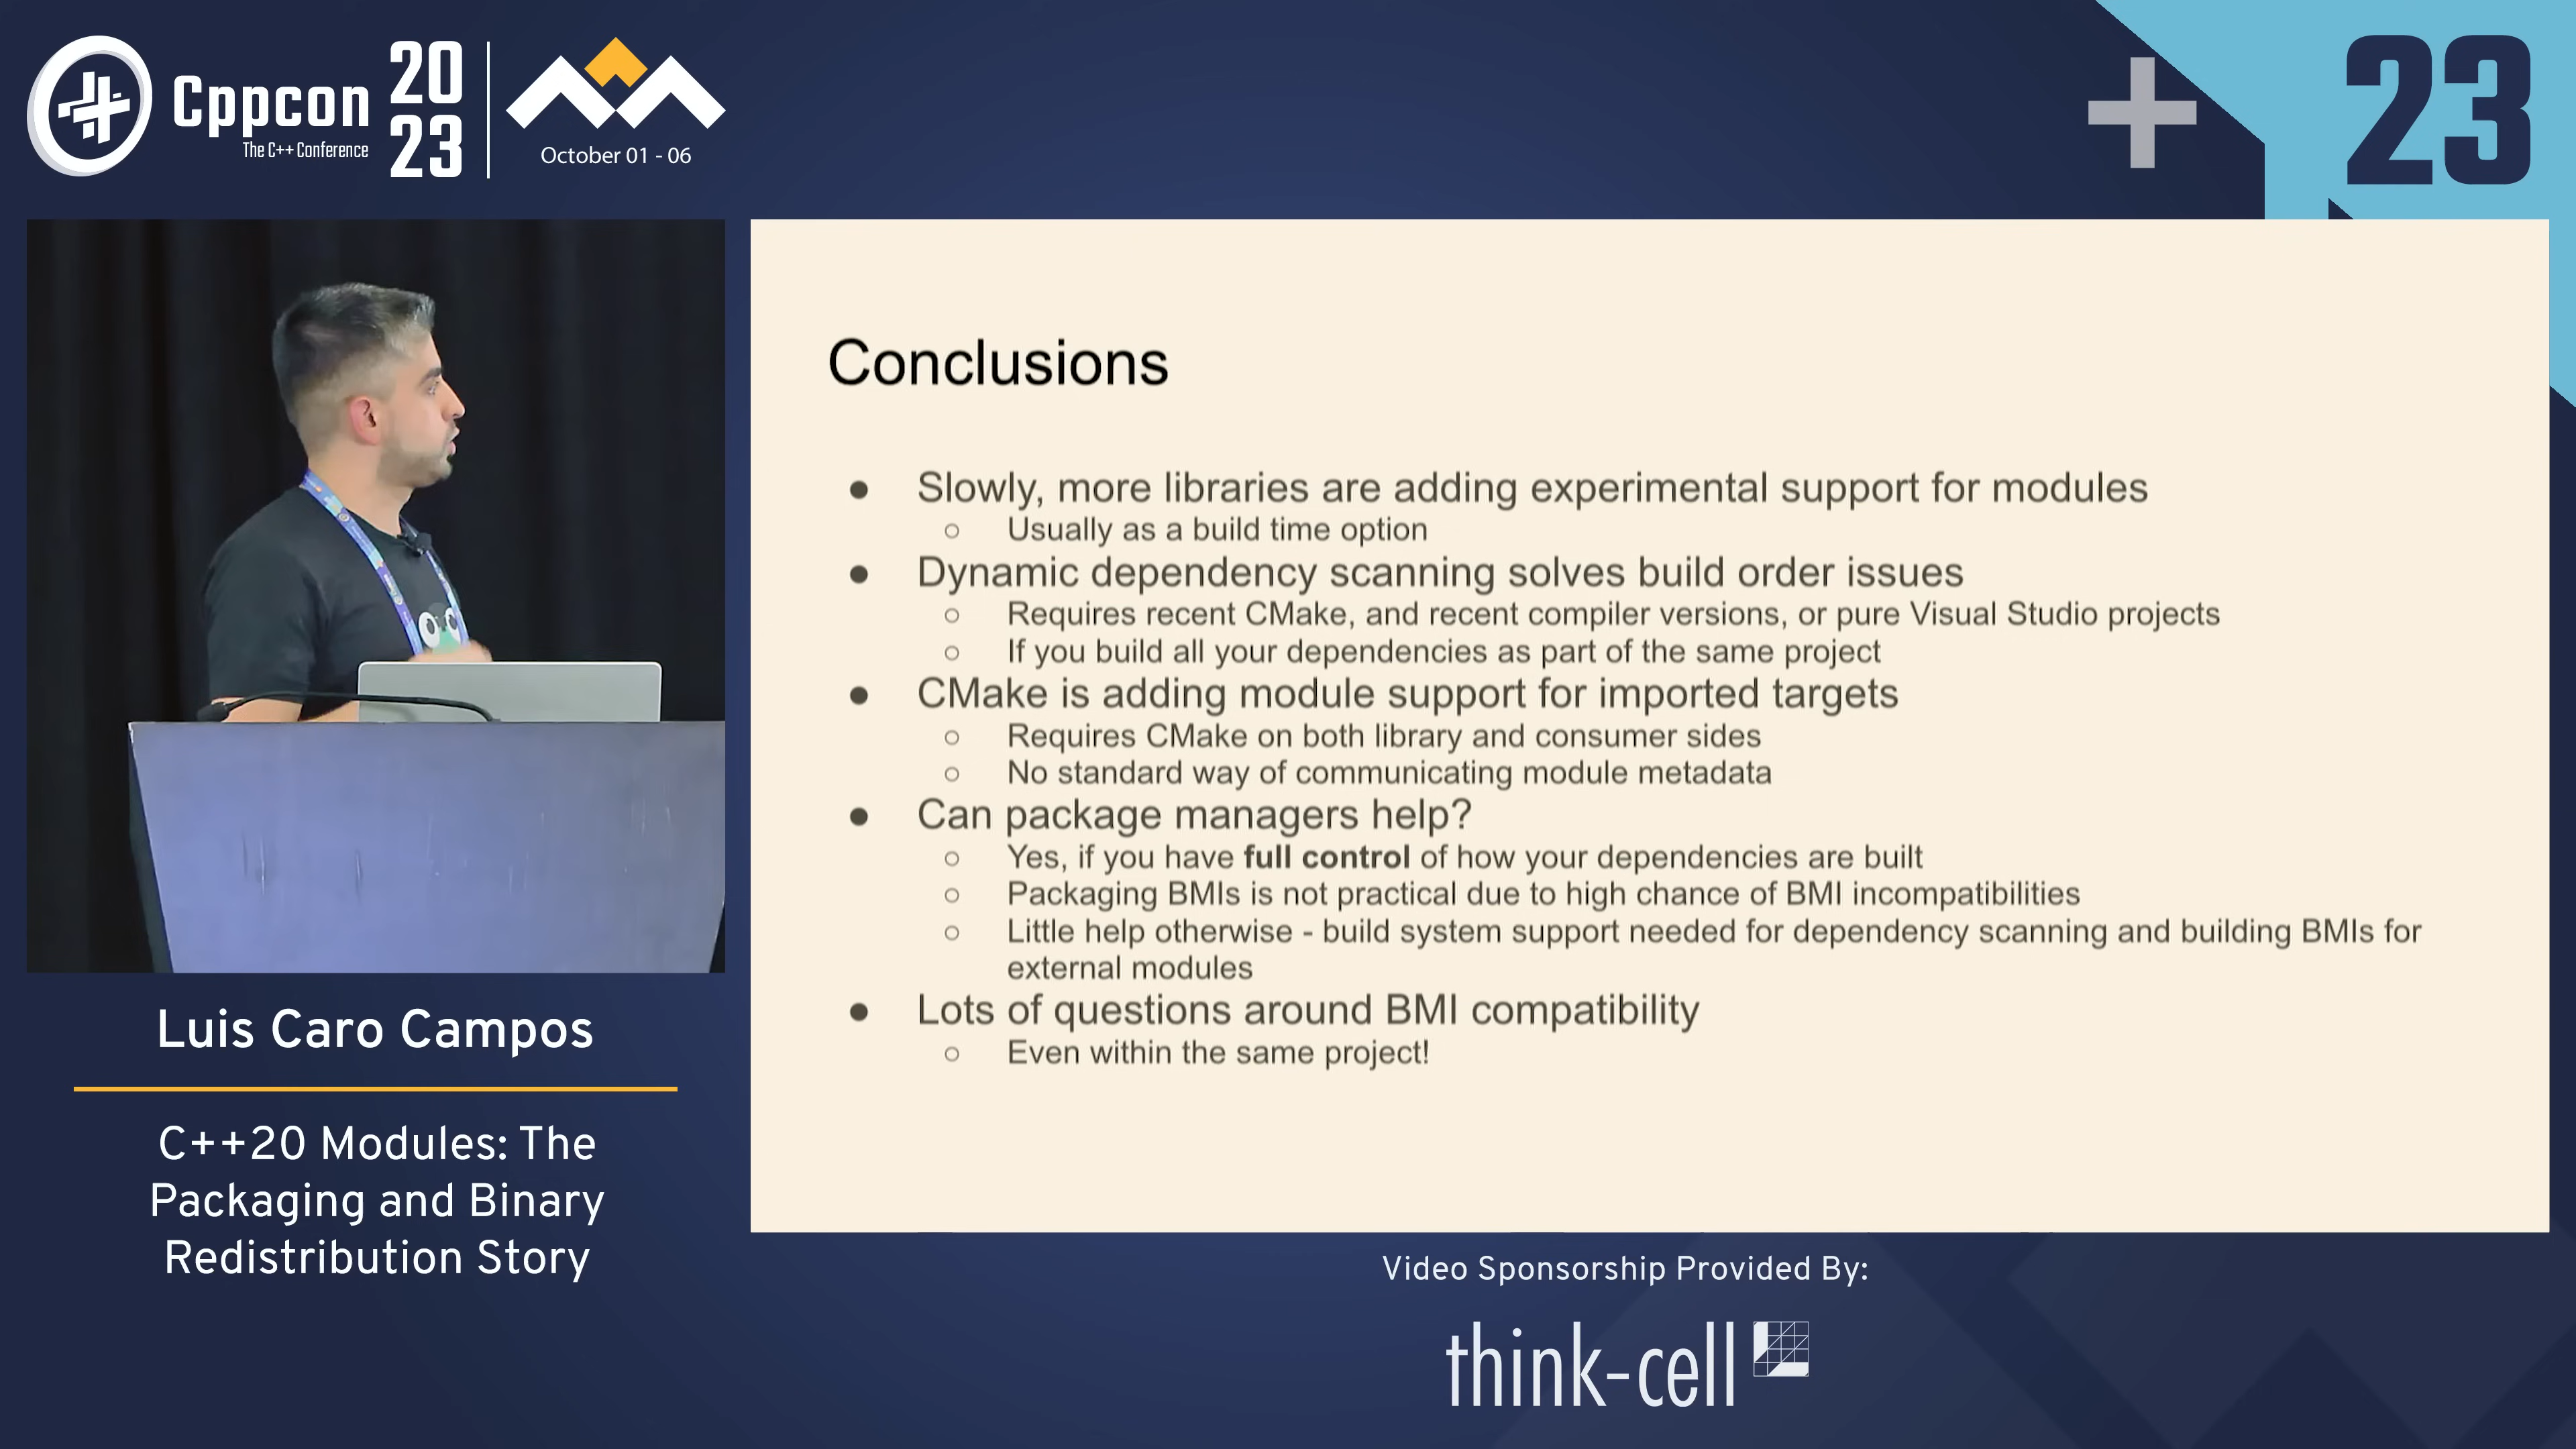 Cppcon
The C++ Conference
20
23
October 01 - 06
23
Conclusions
● Slowly, more libraries are adding experimental support for modules
○ Usually as a build time option
● Dynamic dependency scanning solves build order issues
○ Requires recent CMake, and recent compiler versions, or pure Visual Studio projects
○ If you build all your dependencies as part of the same project
● CMake is adding module support for imported targets
○ Requires CMake on both library and consumer sides
○ No standard way of communicating module metadata
● Can package managers help?
○ Yes, if you have full control of how your dependencies are built
○ Packaging BMIs is not practical due to high chance of BMI incompatibilities
○ Little help otherwise - build system support needed for dependency scanning and building BMIs for
external modules
● Lots of questions around BMI compatibility
○ Even within the same project!
Luis Caro Campos
C++20 Modules: The
Packaging and Binary
Redistribution Story
Video Sponsorship Provided By:
think-cell